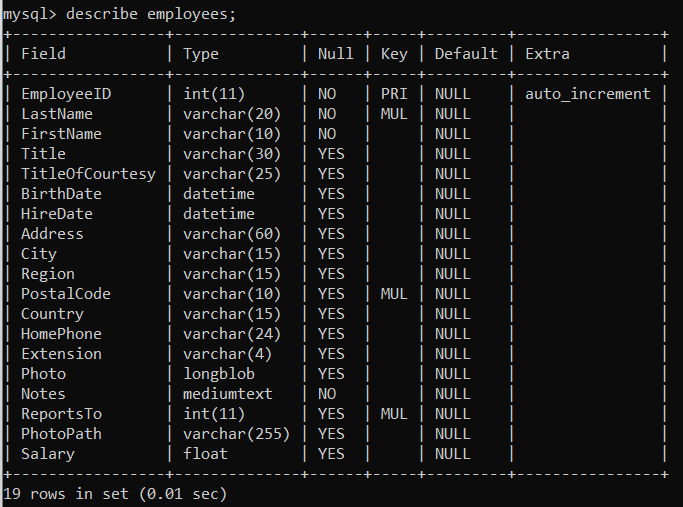 mysql> describe employees;
+-----------------+--------------+------+-----+---------+----------------+
| Field           | Type         | Null | Key | Default | Extra          |
+-----------------+--------------+------+-----+---------+----------------+
| EmployeeID      | int(11)      | NO   | PRI | NULL    | auto_increment |
| LastName        | varchar(20)  | NO   | MUL | NULL    |                |
| FirstName       | varchar(10)  | NO   |     | NULL    |                |
| Title           | varchar(30)  | YES  |     | NULL    |                |
| TitleOfCourtesy | varchar(25)  | YES  |     | NULL    |                |
| BirthDate       | datetime     | YES  |     | NULL    |                |
| HireDate        | datetime     | YES  |     | NULL    |                |
| Address         | varchar(60)  | YES  |     | NULL    |                |
| City            | varchar(15)  | YES  |     | NULL    |                |
| Region          | varchar(15)  | YES  |     | NULL    |                |
| PostalCode      | varchar(10)  | YES  | MUL | NULL    |                |
| Country         | varchar(15)  | YES  |     | NULL    |                |
| HomePhone       | varchar(24)  | YES  |     | NULL    |                |
| Extension       | varchar(4)   | YES  |     | NULL    |                |
| Photo           | longblob     | YES  |     | NULL    |                |
| Notes           | mediumtext   | NO   |     | NULL    |                |
| ReportsTo       | int(11)      | YES  | MUL | NULL    |                |
| PhotoPath       | varchar(255) | YES  |     | NULL    |                |
| Salary          | float        | YES  |     | NULL    |                |
+-----------------+--------------+------+-----+---------+----------------+
19 rows in set (0.01 sec)